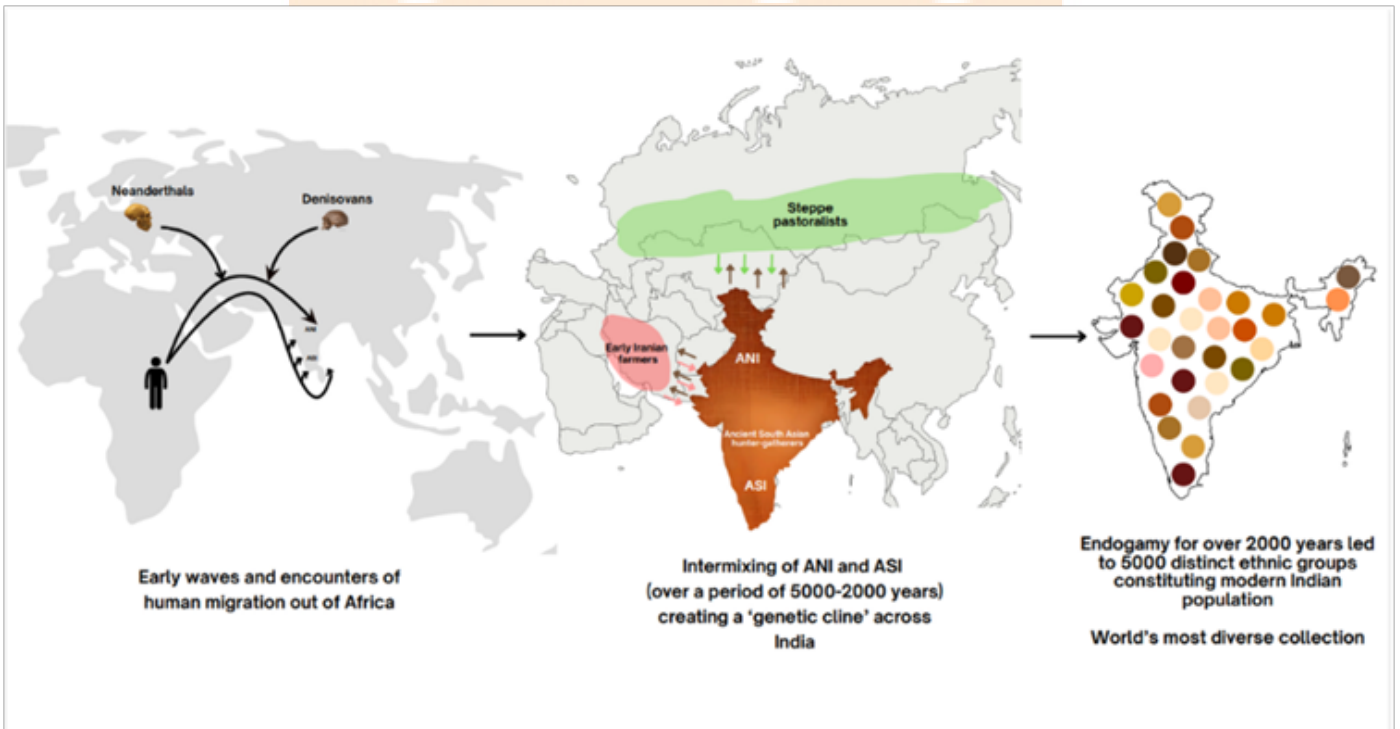 Neanderthals
Denisovans
ANI
ASI
Early waves and encounters of
human migration out of Africa
Steppe
pastoralists
Early Iranian
farmers
ANI
Ancient South Asian
hunter-gatherers
ASI
Intermixing of ANI and ASI
(over a period of 5000-2000 years)
creating a ‘genetic cline’ across
India
Endogamy for over 2000 years led
to 5000 distinct ethnic groups
constituting modern Indian
population
World's most diverse collection